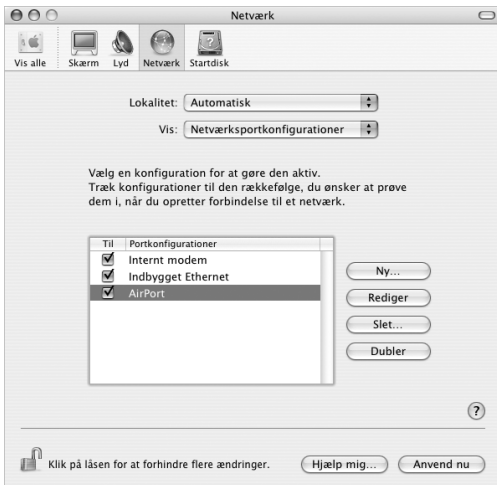 Netværk
Vis alle Skærm Lyd Netværk Startdisk
Lokalitet: Automatisk
Vis: Netværksportkonfigurationer
Vælg en konfiguration for at gøre den aktiv.
Træk konfigurationer til den rækkefølge, du ønsker at prøve
dem i, når du opretter forbindelse til et netværk.
Til Portkonfigurationer
Internt modem
Indbygget Ethernet
AirPort
Ny...
Rediger
Slet...
Dubler
?
Klik på låsen for at forhindre flere ændringer.
Hjælp mig... Anvend nu